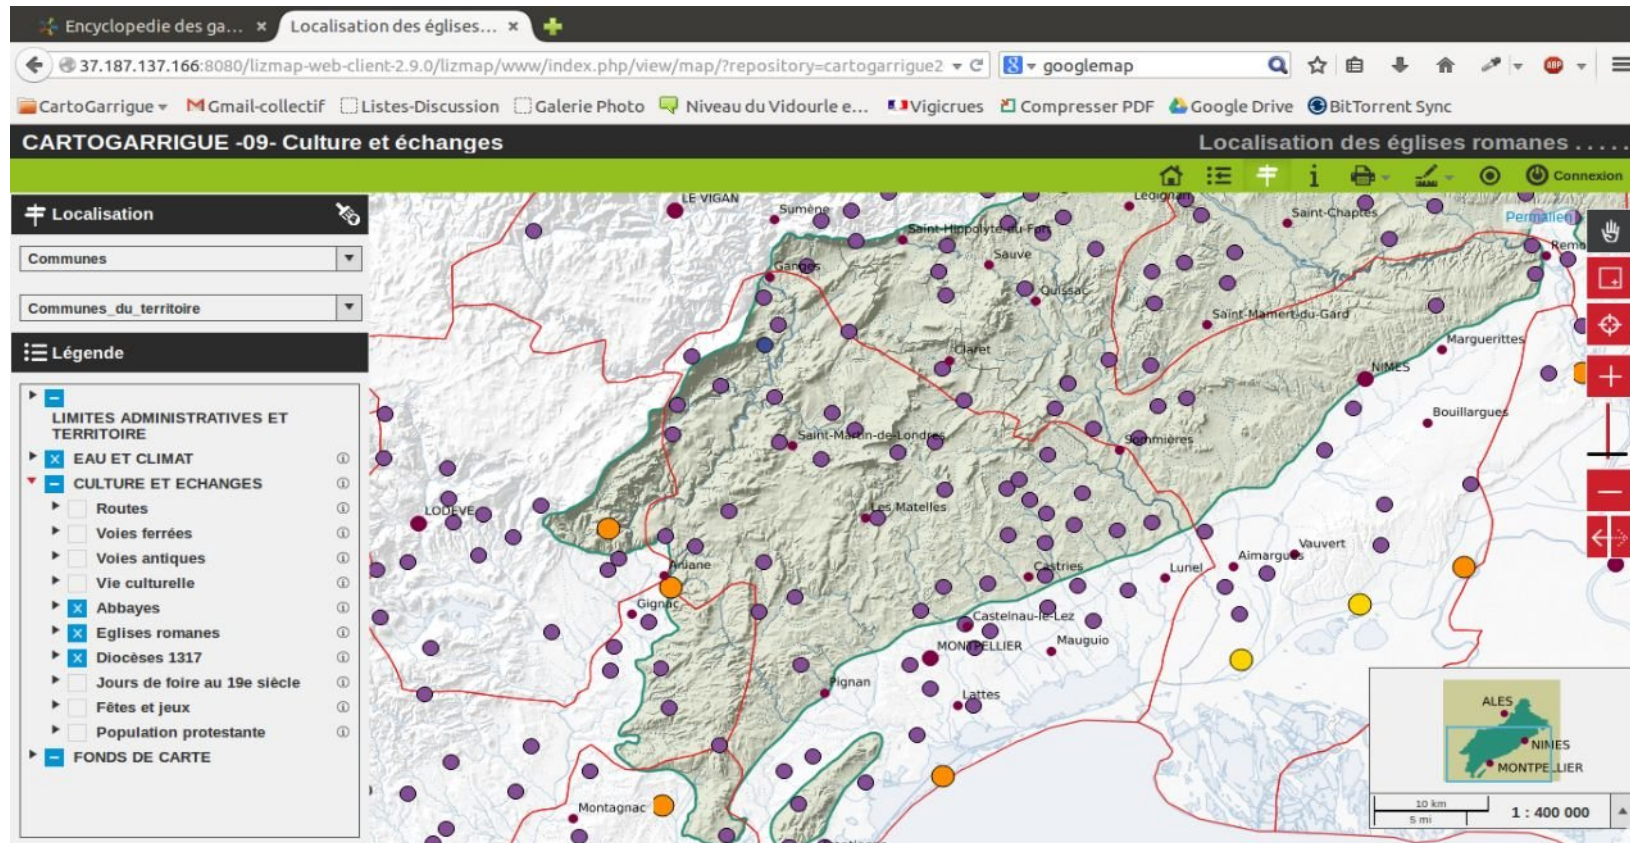 Encyclopedie des ga...
Localisation des églises...
37.187.137.166:8080/lizmap-web-client-2.9.0/lizmap/www/index.php/view/map/?repository=cartogarrigue2
googlemap
CartoGarrigue
Gmail-collectif
Listes-Discussion
Galerie Photo
Niveau du Vidourle e...
Vigicrues
Compresser PDF
Google Drive
BitTorrent Sync
CARTOGARRIGUE -09- Culture et échanges
Localisation des églises romanes . . . . .
Connexion
Localisation
Communes
Communes_du_territoire
Légende
LIMITES ADMINISTRATIVES ET
TERRITOIRE
EAU ET CLIMAT
CULTURE ET ECHANGES
Routes
Voies ferrées
Voies antiques
Vie culturelle
Abbayes
Eglises romanes
Diocèses 1317
Jours de foire au 19e siècle
Fêtes et jeux
Population protestante
FONDS DE CARTE
LE VIGAN
Sumène
Lédignan
Saint-Chaptes
Permalien
Saint-Hippolyte-du-Fort
Remo
Sauve
Ganges
Quissac
Saint-Mamert-du-Gard
Marguerittes
Claret
NIMES
Bouillargues
Saint-Martin-de-Londres
Sommières
LODEVE
Les Matelles
Vauvert
Aimargues
Aniane
Castries
Lunel
Gignac
Castelnau-le-Lez
MONTPELLIER
Mauguio
Pignan
Lattes
Montagnac
ALES
NIMES
MONTPELLIER
10 km
5 mi
1 : 400 000